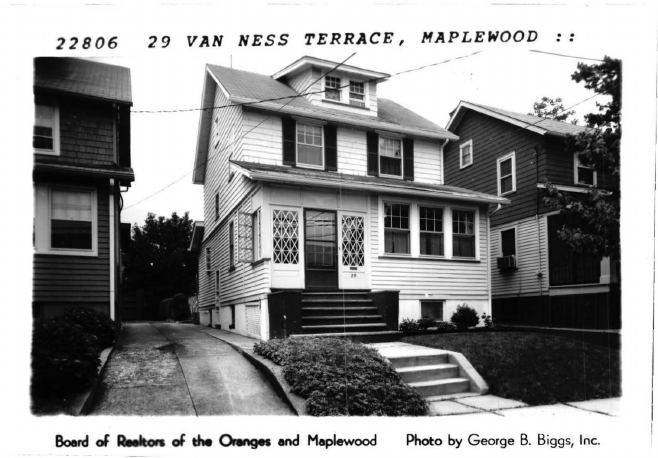 22806 29 VAN NESS TERRACE, MAPLEWOOD ::
29
Board of Realtors of the Oranges and Maplewood Photo by George B. Biggs, Inc.